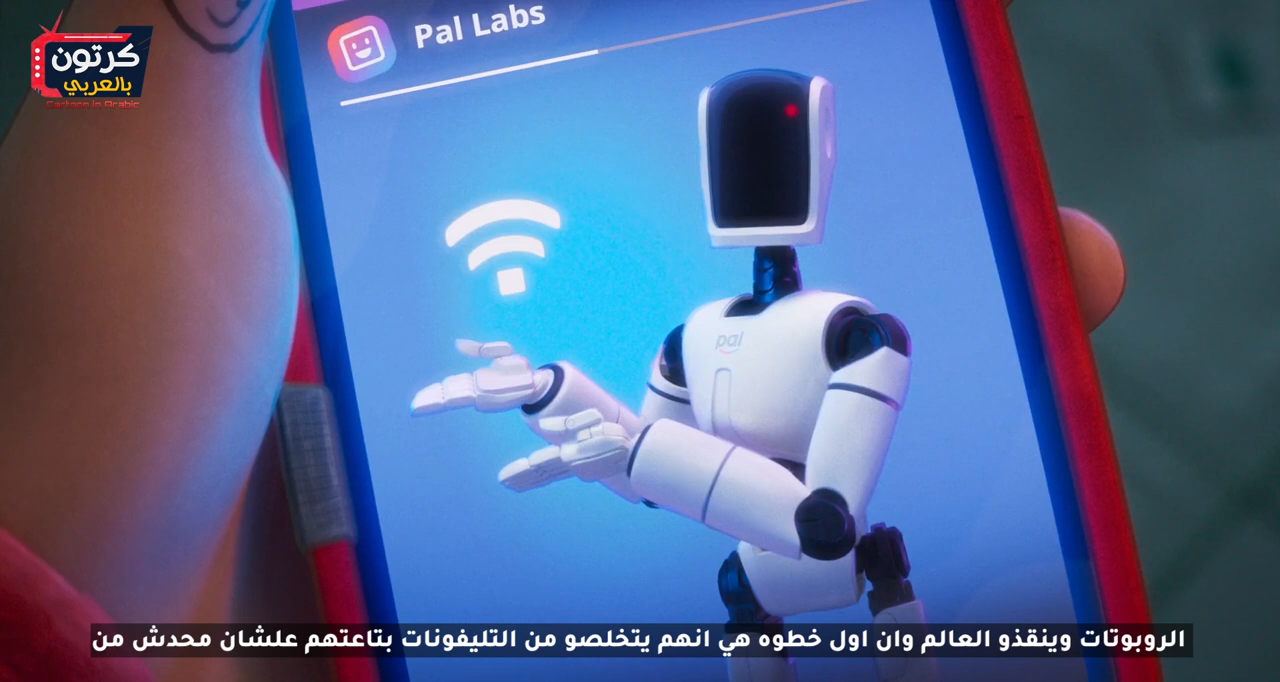 كرتون
بالعربي
Cartoon in Arabic
Pal Labs
pal
الروبوتات وينقذو العالم وان اول خطوه هي انهم يتخلصو من التليفونات بتاعتهم علشان محدش من